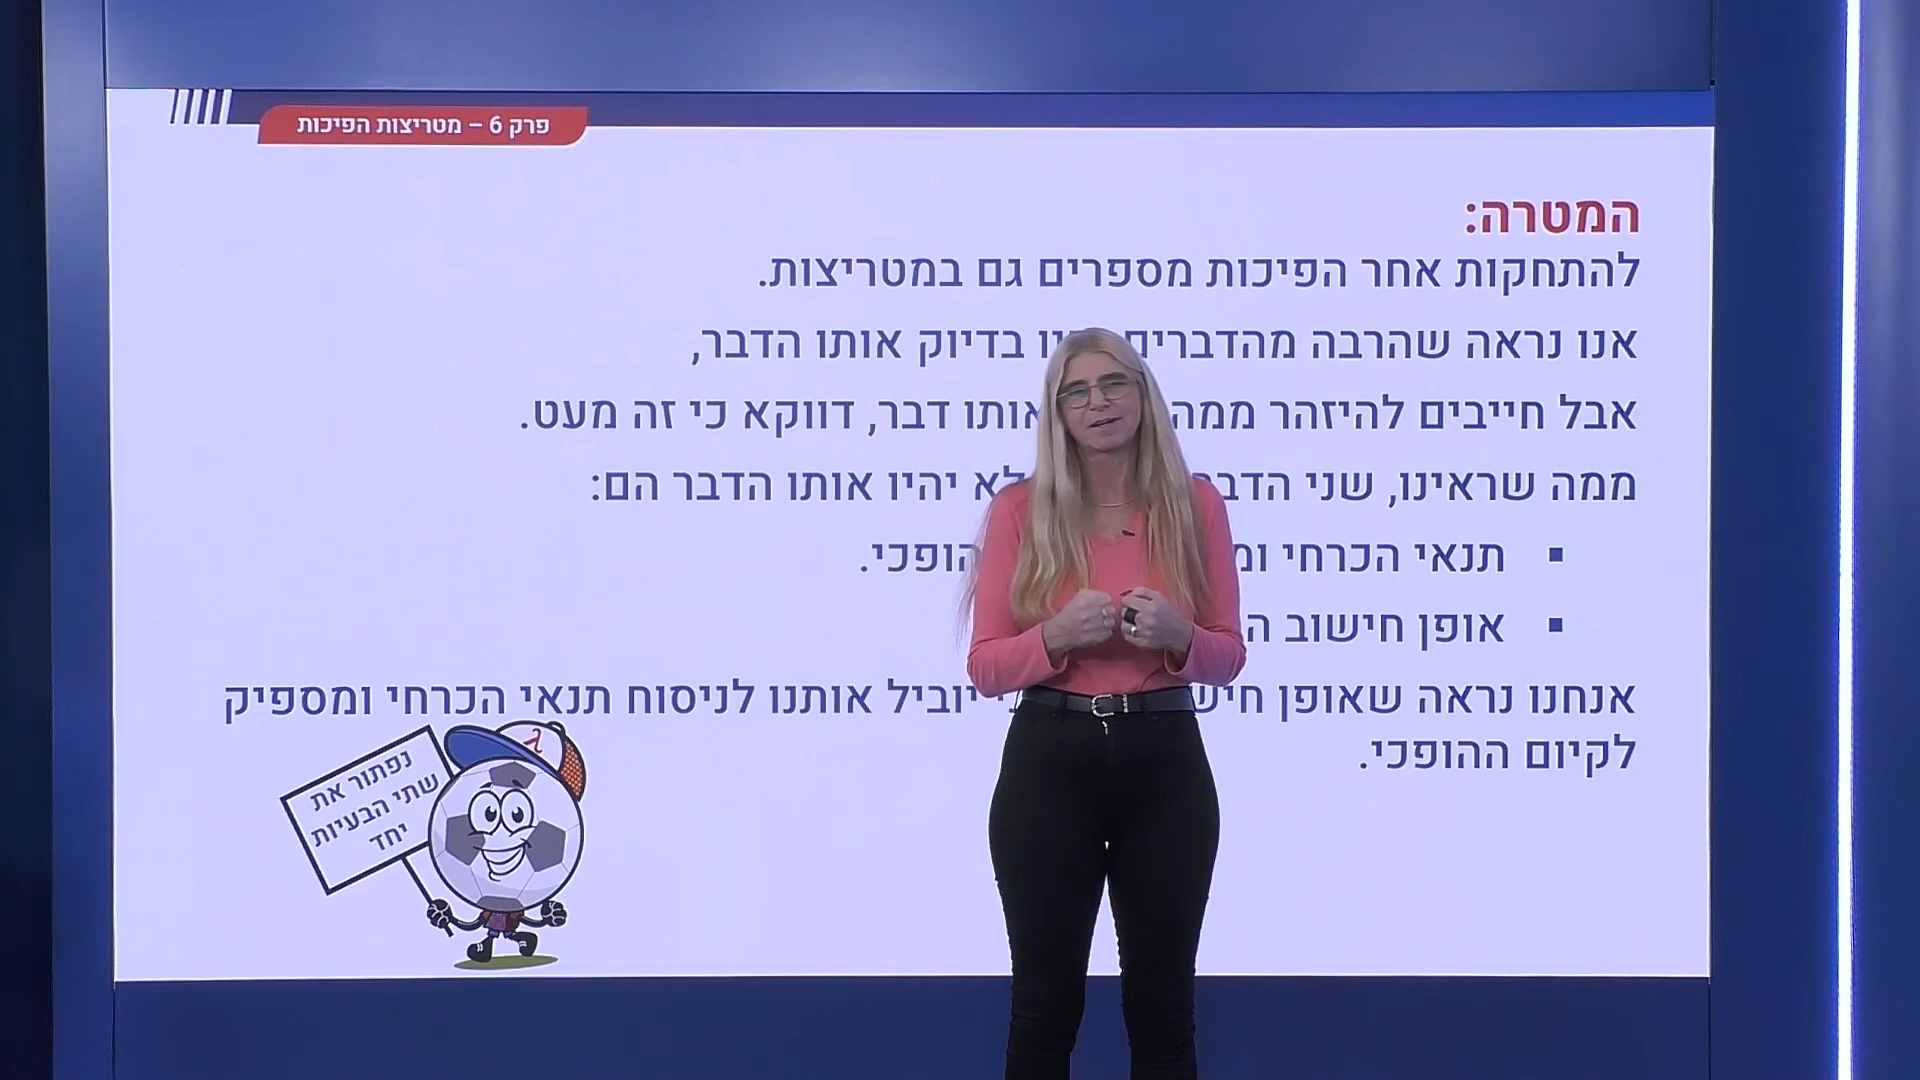 פרק 6 – מטריצות הפיכות
המטרה:
להתחקות אחר הפיכות מספרים גם במטריצות.
אנו נראה שהרבה מהדברים בדיוק אותו הדבר,
אבל חייבים להיזהר אותו דבר, דווקא כי זה מעט.
ממה שראינו, שני לא יהיו אותו הדבר הם:
▪ תנאי הכרחי
▪ אופן חישוב
אנחנו נראה שאופן יוביל אותנו לניסוח תנאי הכרחי ומספיק
לקיום ההופכי.
נפתור את
שתי הבעיות
יחד
λ